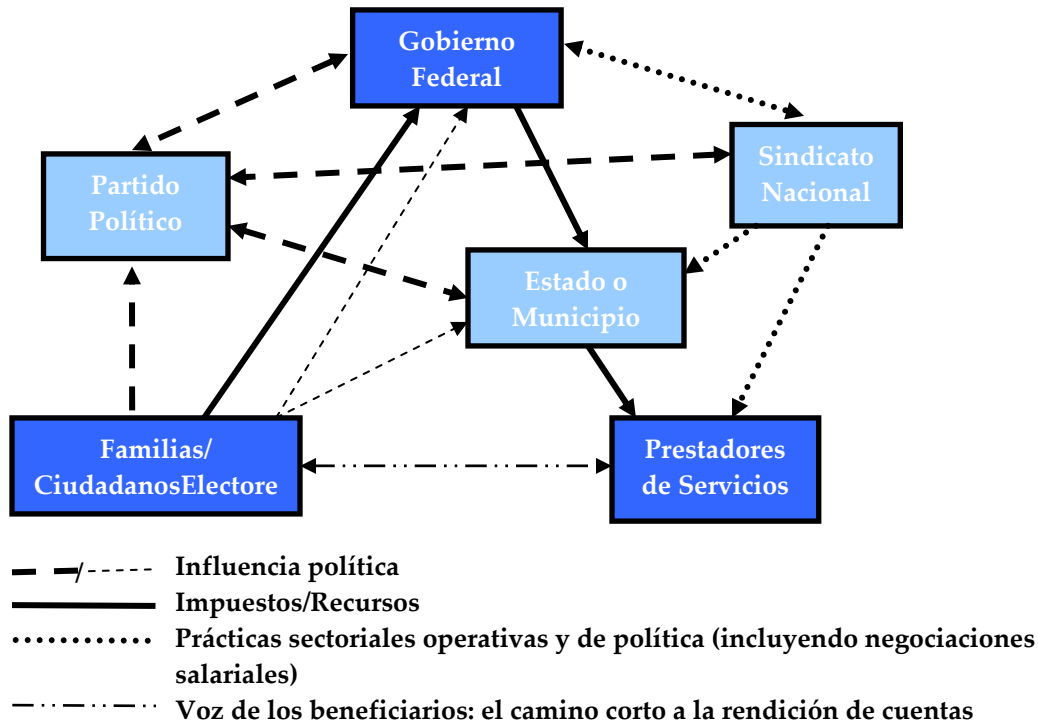 Gobierno
Federal
Sindicato
Nacional
Partido
Político
Estado o
Municipio
Familias/
CiudadanosElectore
Prestadores
de Servicios
/
Influencia política
Impuestos/Recursos
Prácticas sectoriales operativas y de política (incluyendo negociaciones
salariales)
Voz de los beneficiarios: el camino corto a la rendición de cuentas